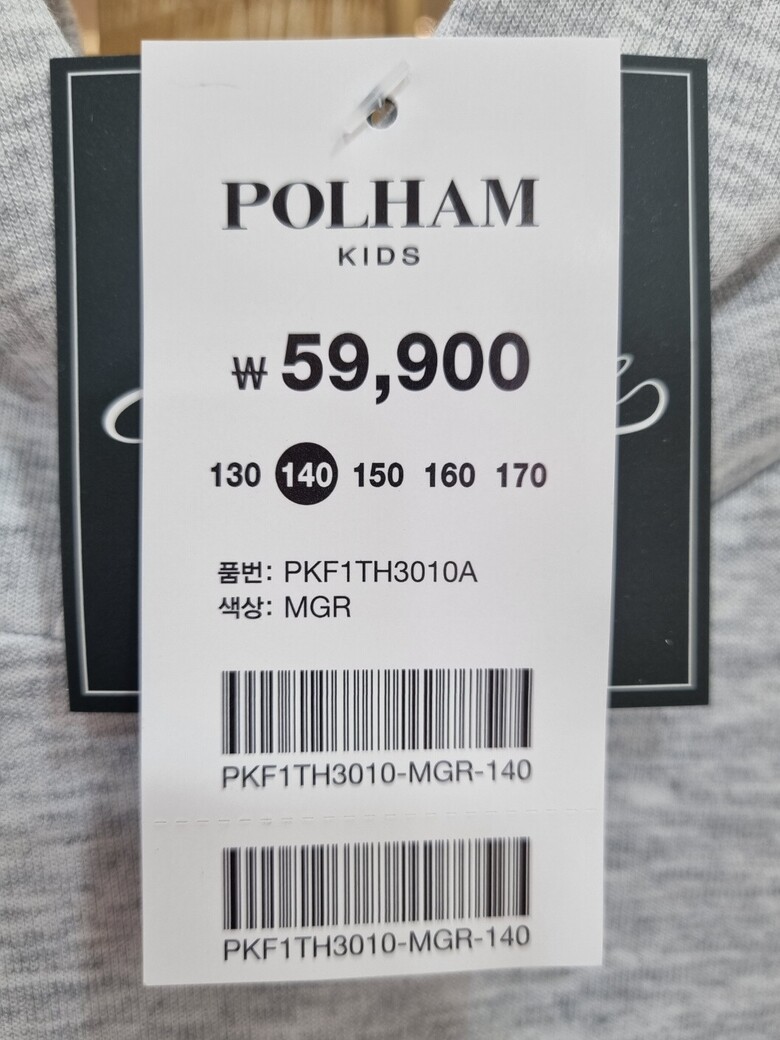 POLHAM
KIDS
₩59,900
130 140 150 160 170
품번: PKF1TH3010A
색상: MGR
PKF1TH3010-MGR-140
PKF1TH3010-MGR-140